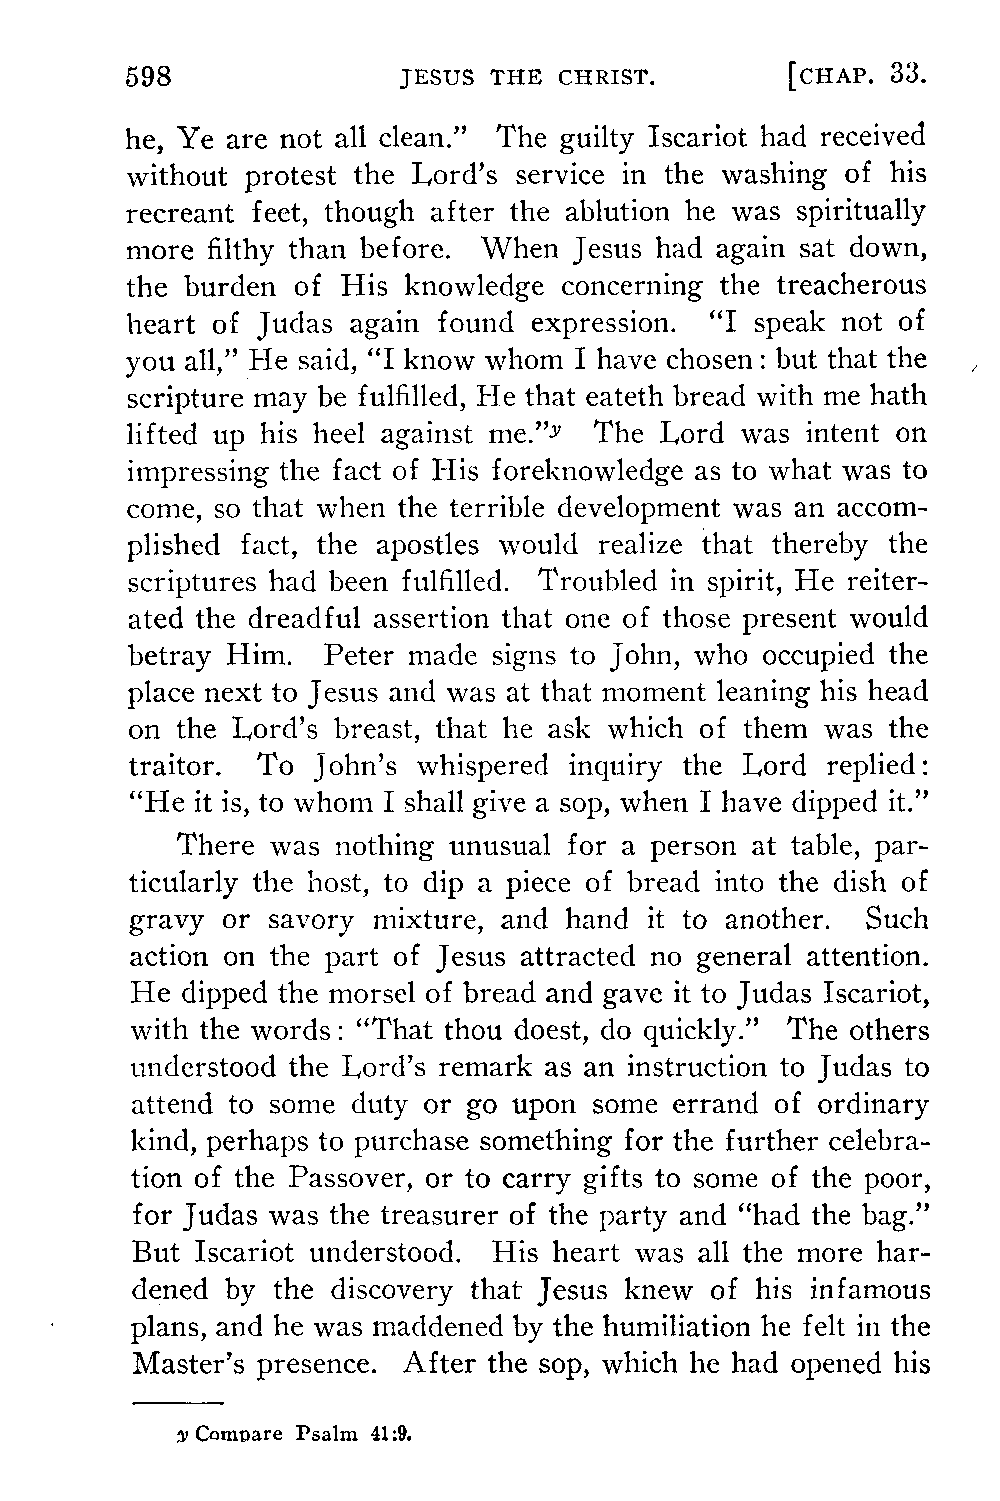 598 JESUS THE CHRIST. [CHAP. 33.
he, Ye are not all clean.” The guilty Iscariot had received
without protest the Lord’s service in the washing of his
recreant feet, though after the ablution he was spiritually
more filthy than before. When Jesus had again sat down,
the burden of His knowledge concerning the treacherous
heart of Judas again found expression. “I speak not of
you all,” He said, “I know whom I have chosen: but that the
scripture may be fulfilled, He that eateth bread with me hath
lifted up his heel against me.”y The Lord was intent on
impressing the fact of His foreknowledge as to what was to
come, so that when the terrible development was an accom-
plished fact, the apostles would realize that thereby the
scriptures had been fulfilled. Troubled in spirit, He reiter-
ated the dreadful assertion that one of those present would
betray Him. Peter made signs to John, who occupied the
place next to Jesus and was at that moment leaning his head
on the Lord’s breast, that he ask which of them was the
traitor. To John’s whispered inquiry the Lord replied:
“He it is, to whom I shall give a sop, when I have dipped it.”
There was nothing unusual for a person at table, par-
ticularly the host, to dip a piece of bread into the dish of
gravy or savory mixture, and hand it to another. Such
action on the part of Jesus attracted no general attention.
He dipped the morsel of bread and gave it to Judas Iscariot,
with the words: “That thou doest, do quickly.” The others
understood the Lord’s remark as an instruction to Judas to
attend to some duty or go upon some errand of ordinary
kind, perhaps to purchase something for the further celebra-
tion of the Passover, or to carry gifts to some of the poor,
for Judas was the treasurer of the party and “had the bag.”
But Iscariot understood. His heart was all the more har-
dened by the discovery that Jesus knew of his infamous
plans, and he was maddened by the humiliation he felt in the
Master’s presence. After the sop, which he had opened his
y Compare Psalm 41:9.